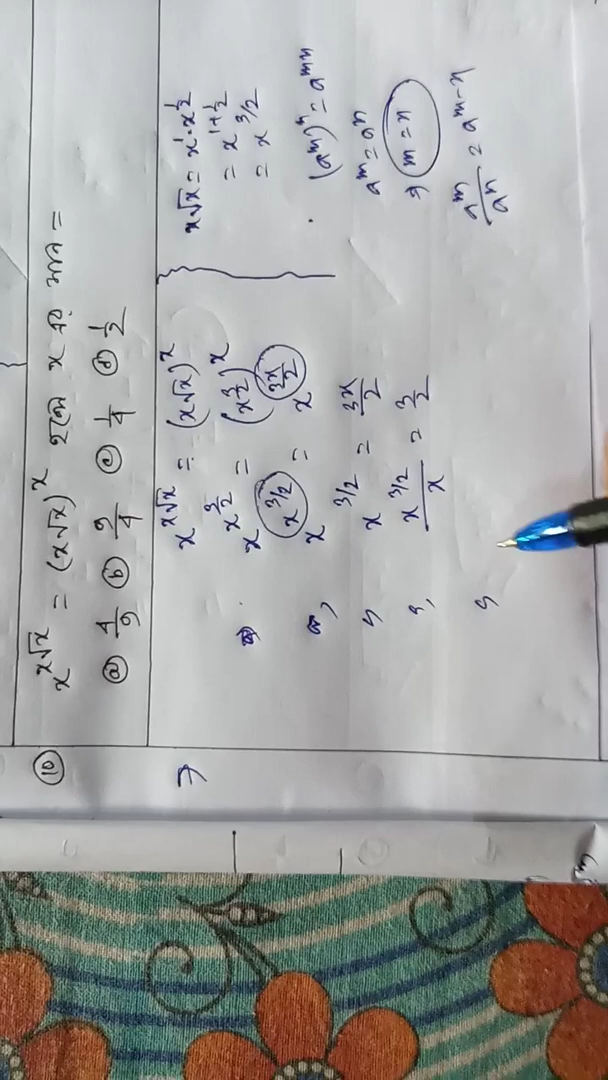 ⑩ x^{x√x} = (x√x)^x হলে x এর মান =
ⓐ 4/9 ⓑ 9/4 ⓒ 1/4 ⓓ 1/2
x^{x√x} = (x√x)^x
x^{x^{3/2}} = (x^{3/2})^x
x^{x^{3/2}} = x^{3x/2}
x^{3/2} = 3x/2
x^{3/2}/x = 3/2
x√x = x^1·x^{1/2}
= x^{1+1/2}
= x^{3/2}
(a^m)^n = a^{mn}
a^m = a^n
m = n
a^m/a^n = a^{m-n}